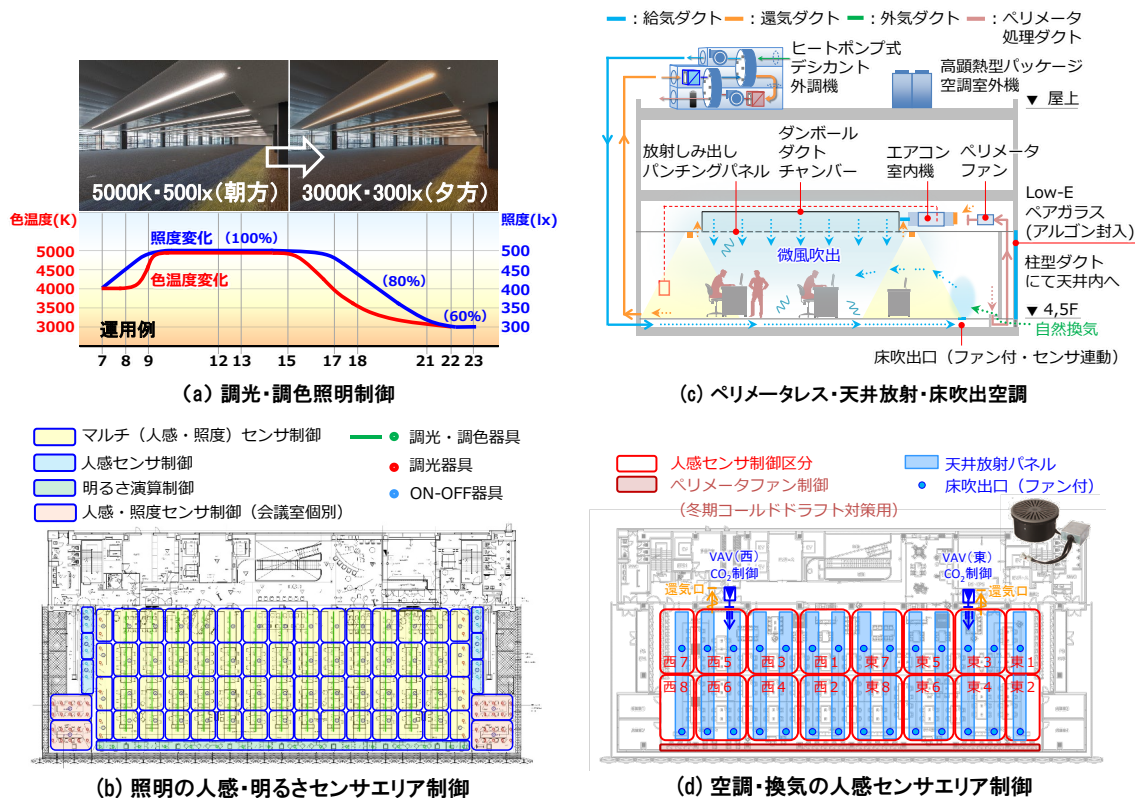 5000K・500lx（朝方）
3000K・300lx（夕方）
色温度(K)
照度(lx)
5000
4500
4000
3500
3000
照度変化 （100%）
色温度変化
（80%）
（60%）
運用例
500
450
400
350
300
7 8 9 12 13 15 17 18 21 22 23
（a）調光・調色照明制御
：給気ダクト
：還気ダクト
：外気ダクト
：ペリメータ
処理ダクト
ヒートポンプ式
デシカント
外調機
高顕熱型パッケージ
空調室外機
▼ 屋上
放射しみ出し
パンチングパネル
ダンボール
ダクト
チャンバー
エアコン
室内機
ペリメータ
ファン
Low-E
ペアガラス
(アルゴン封入)
微風吹出
柱型ダクト
にて天井内へ
▼ 4,5F
自然換気
床吹出口（ファン付・センサ連動）
（c）ペリメータレス・天井放射・床吹出空調
マルチ（人感・照度）センサ制御
人感センサ制御
明るさ演算制御
人感・照度センサ制御（会議室個別）
調光・調色器具
調光器具
ON-OFF器具
（b）照明の人感・明るさセンサエリア制御
人感センサ制御区分
ペリメータファン制御
（冬期コールドドラフト対策用）
天井放射パネル
床吹出口（ファン付）
VAV（西）
CO₂制御
還気口
VAV（東）
CO₂制御
還気口
西7 西5 西3 西1 東7 東5 東3 東1
西8 西6 西4 西2 東8 東6 東4 東2
（d）空調・換気の人感センサエリア制御